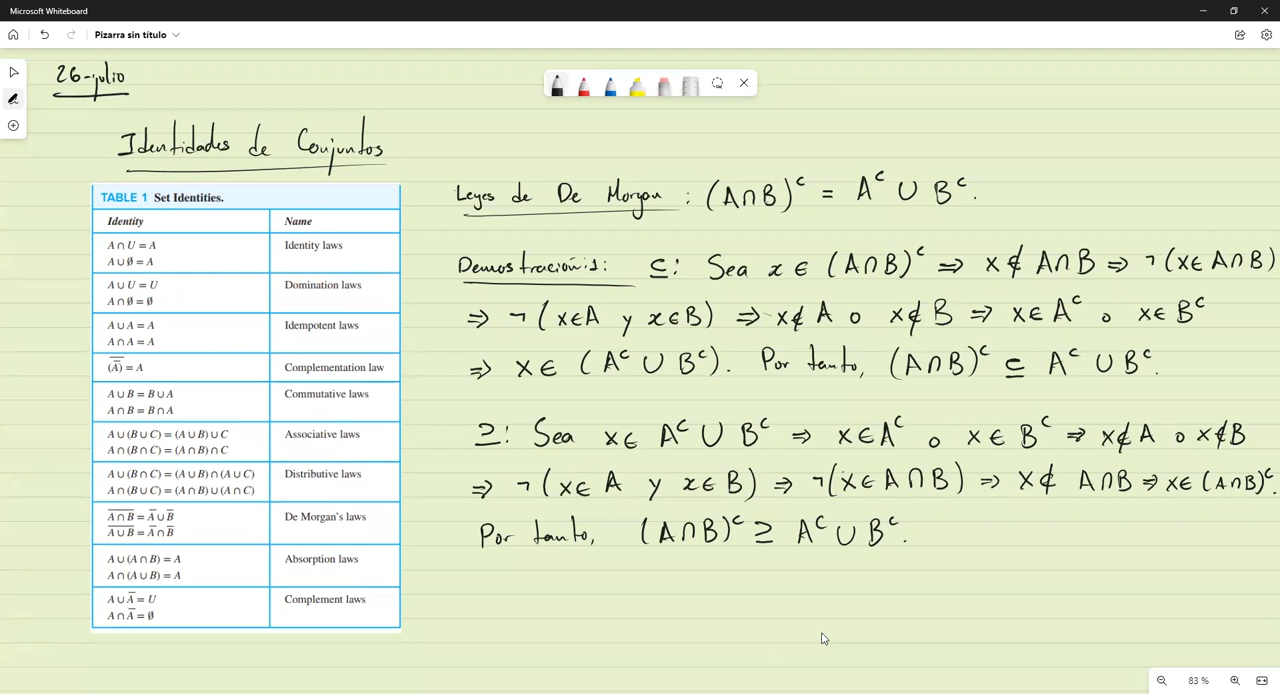 Microsoft Whiteboard
Pizarra sin título
26-julio
Identidades de Conjuntos
TABLE 1 Set Identities.
Identity Name
A ∩ U = A Identity laws
A ∪ Ø = A
A ∪ U = U Domination laws
A ∩ Ø = Ø
A ∪ A = A Idempotent laws
A ∩ A = A
(A̅)̅ = A Complementation law
A ∪ B = B ∪ A Commutative laws
A ∩ B = B ∩ A
A ∪ (B ∪ C) = (A ∪ B) ∪ C Associative laws
A ∩ (B ∩ C) = (A ∩ B) ∩ C
A ∪ (B ∩ C) = (A ∪ B) ∩ (A ∪ C) Distributive laws
A ∩ (B ∪ C) = (A ∩ B) ∪ (A ∩ C)
A̅ ̅∩̅ ̅B̅ = A̅ ∪ B̅ De Morgan's laws
A̅ ̅∪̅ ̅B̅ = A̅ ∩ B̅
A ∪ (A ∩ B) = A Absorption laws
A ∩ (A ∪ B) = A
A ∪ A̅ = U Complement laws
A ∩ A̅ = Ø
Leyes de De Morgan : (A∩B)ᶜ = Aᶜ ∪ Bᶜ.
Demostración: ⊆: Sea x ∈ (A∩B)ᶜ ⇒ x ∉ A∩B ⇒ ¬(x∈A∩B)
⇒ ¬(x∈A y x∈B) ⇒ x∉A o x∉B ⇒ x∈Aᶜ o x∈Bᶜ
⇒ x∈ (Aᶜ ∪ Bᶜ). Por tanto, (A∩B)ᶜ ⊆ Aᶜ ∪ Bᶜ.
⊇: Sea x∈ Aᶜ ∪ Bᶜ ⇒ x∈Aᶜ o x∈Bᶜ ⇒ x∉A o x∉B
⇒ ¬(x∈A y x∈B) ⇒ ¬(x∈A∩B) ⇒ x∉ A∩B ⇒ x∈(A∩B)ᶜ.
Por tanto, (A∩B)ᶜ ⊇ Aᶜ ∪ Bᶜ.
83 %